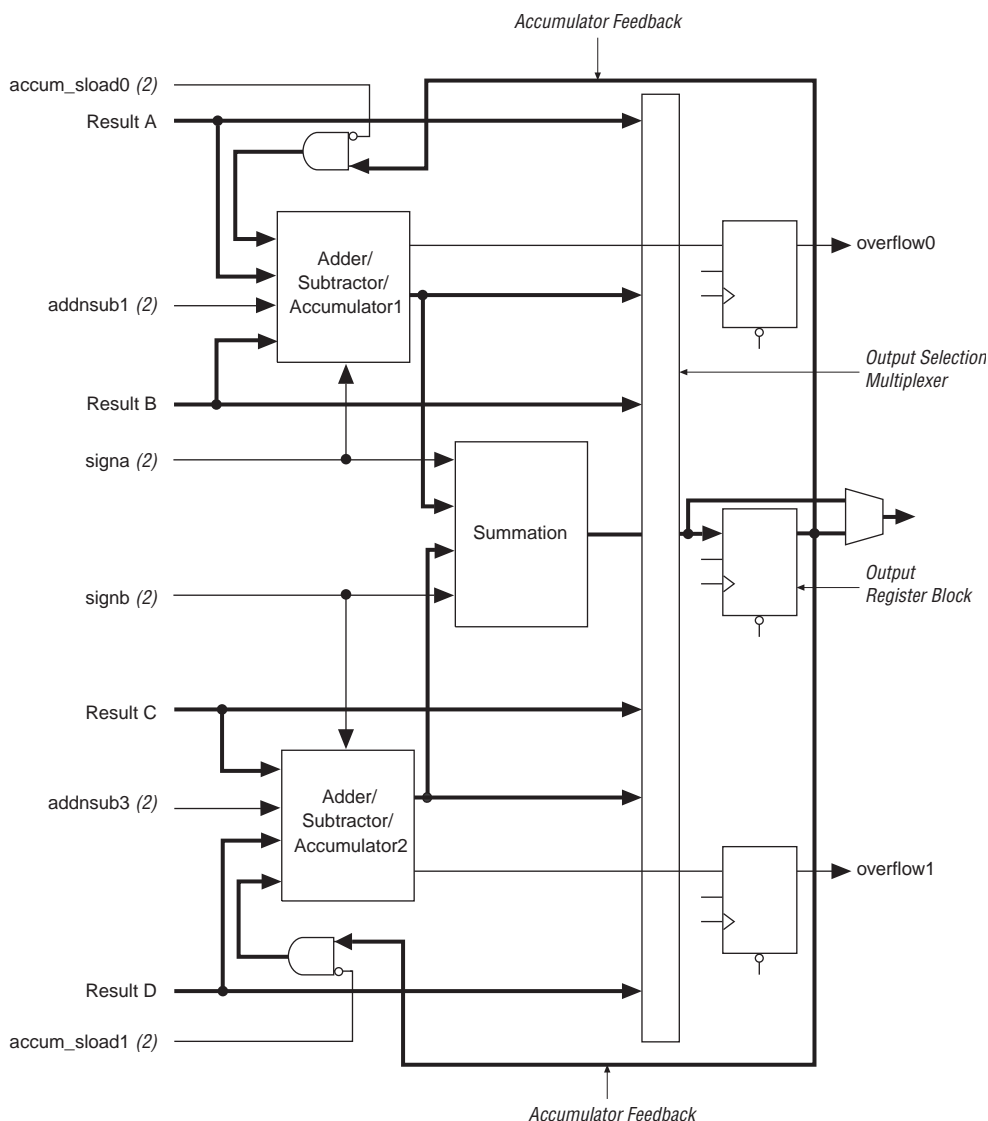 Accumulator Feedback
accum_sload0 (2)
Result A
overflow0
Adder/
Subtractor/
Accumulator1
addnsub1 (2)
Output Selection
Multiplexer
Result B
signa (2)
Summation
Output
Register Block
signb (2)
Result C
Adder/
Subtractor/
Accumulator2
addnsub3 (2)
overflow1
Result D
accum_sload1 (2)
Accumulator Feedback